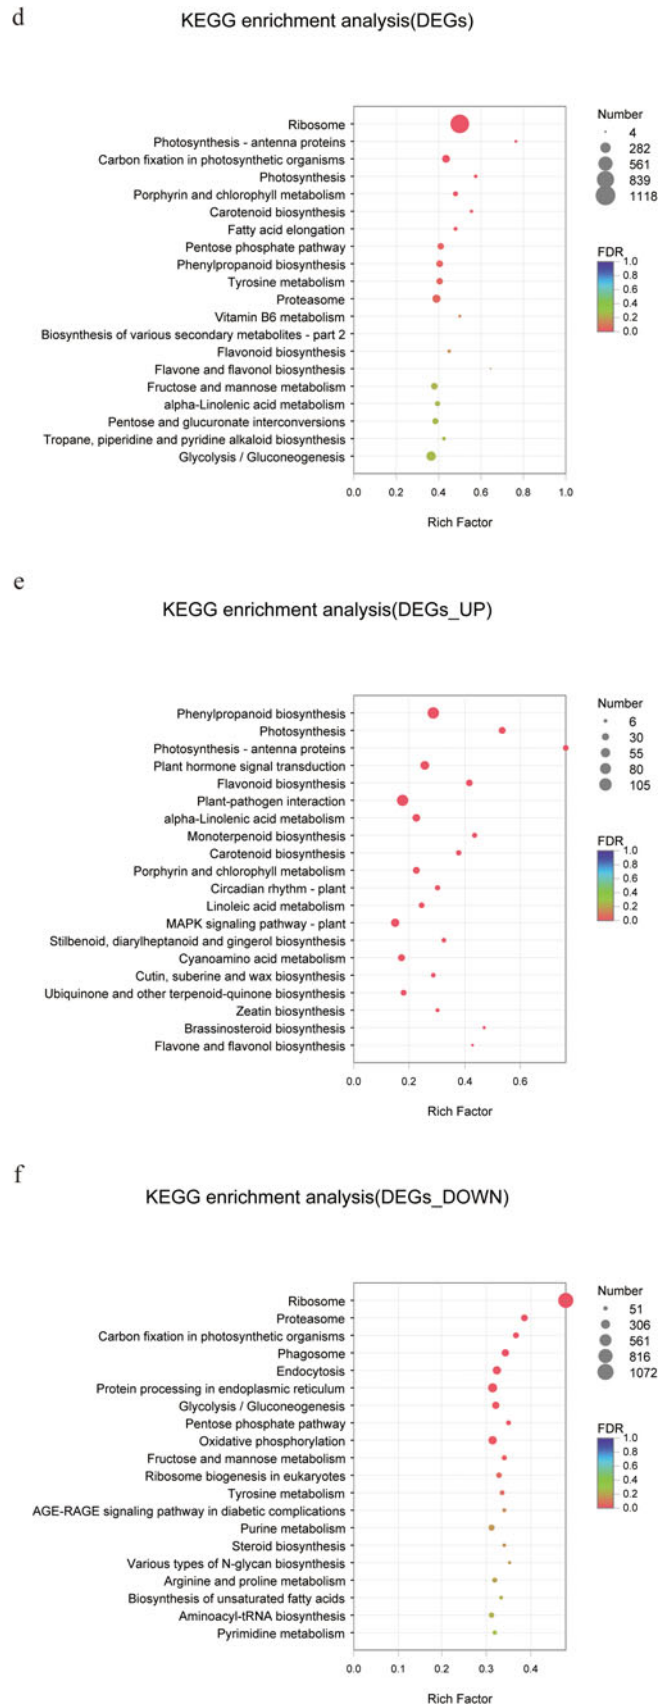 d
KEGG enrichment analysis(DEGs)
Ribosome
Photosynthesis - antenna proteins
Carbon fixation in photosynthetic organisms
Photosynthesis
Porphyrin and chlorophyll metabolism
Carotenoid biosynthesis
Fatty acid elongation
Pentose phosphate pathway
Phenylpropanoid biosynthesis
Tyrosine metabolism
Proteasome
Vitamin B6 metabolism
Biosynthesis of various secondary metabolites - part 2
Flavonoid biosynthesis
Flavone and flavonol biosynthesis
Fructose and mannose metabolism
alpha-Linolenic acid metabolism
Pentose and glucuronate interconversions
Tropane, piperidine and pyridine alkaloid biosynthesis
Glycolysis / Gluconeogenesis
0.0 0.2 0.4 0.6 0.8 1.0
Rich Factor
Number
4
282
561
839
1118
FDR
1.0
0.8
0.6
0.4
0.2
0.0
e
KEGG enrichment analysis(DEGs_UP)
Phenylpropanoid biosynthesis
Photosynthesis
Photosynthesis - antenna proteins
Plant hormone signal transduction
Flavonoid biosynthesis
Plant-pathogen interaction
alpha-Linolenic acid metabolism
Monoterpenoid biosynthesis
Carotenoid biosynthesis
Porphyrin and chlorophyll metabolism
Circadian rhythm - plant
Linoleic acid metabolism
MAPK signaling pathway - plant
Stilbenoid, diarylheptanoid and gingerol biosynthesis
Cyanoamino acid metabolism
Cutin, suberine and wax biosynthesis
Ubiquinone and other terpenoid-quinone biosynthesis
Zeatin biosynthesis
Brassinosteroid biosynthesis
Flavone and flavonol biosynthesis
0.0 0.2 0.4 0.6
Rich Factor
Number
6
30
55
80
105
FDR
1.0
0.8
0.6
0.4
0.2
0.0
f
KEGG enrichment analysis(DEGs_DOWN)
Ribosome
Proteasome
Carbon fixation in photosynthetic organisms
Phagosome
Endocytosis
Protein processing in endoplasmic reticulum
Glycolysis / Gluconeogenesis
Pentose phosphate pathway
Oxidative phosphorylation
Fructose and mannose metabolism
Ribosome biogenesis in eukaryotes
Tyrosine metabolism
AGE-RAGE signaling pathway in diabetic complications
Purine metabolism
Steroid biosynthesis
Various types of N-glycan biosynthesis
Arginine and proline metabolism
Biosynthesis of unsaturated fatty acids
Aminoacyl-tRNA biosynthesis
Pyrimidine metabolism
0.0 0.1 0.2 0.3 0.4
Rich Factor
Number
51
306
561
816
1072
FDR
1.0
0.8
0.6
0.4
0.2
0.0